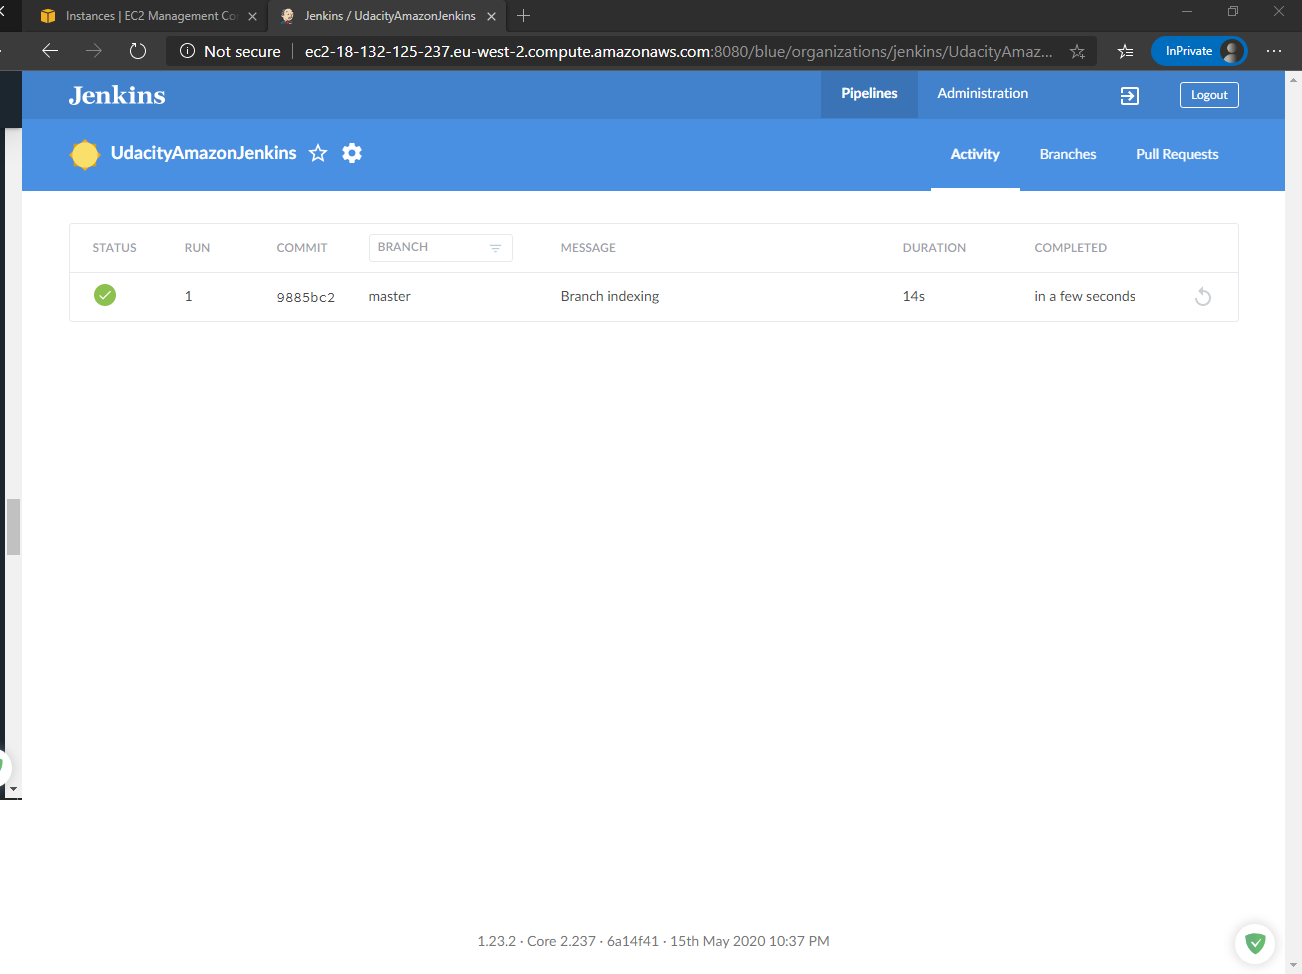 Instances | EC2 Management Co
Jenkins / UdacityAmazonJenkins
Not secure | ec2-18-132-125-237.eu-west-2.compute.amazonaws.com:8080/blue/organizations/jenkins/UdacityAmaz...
InPrivate
Jenkins
Pipelines
Administration
Logout
UdacityAmazonJenkins
Activity
Branches
Pull Requests
STATUS RUN COMMIT BRANCH MESSAGE DURATION COMPLETED
1 9885bc2 master Branch indexing 14s in a few seconds
1.23.2 · Core 2.237 · 6a14f41 · 15th May 2020 10:37 PM